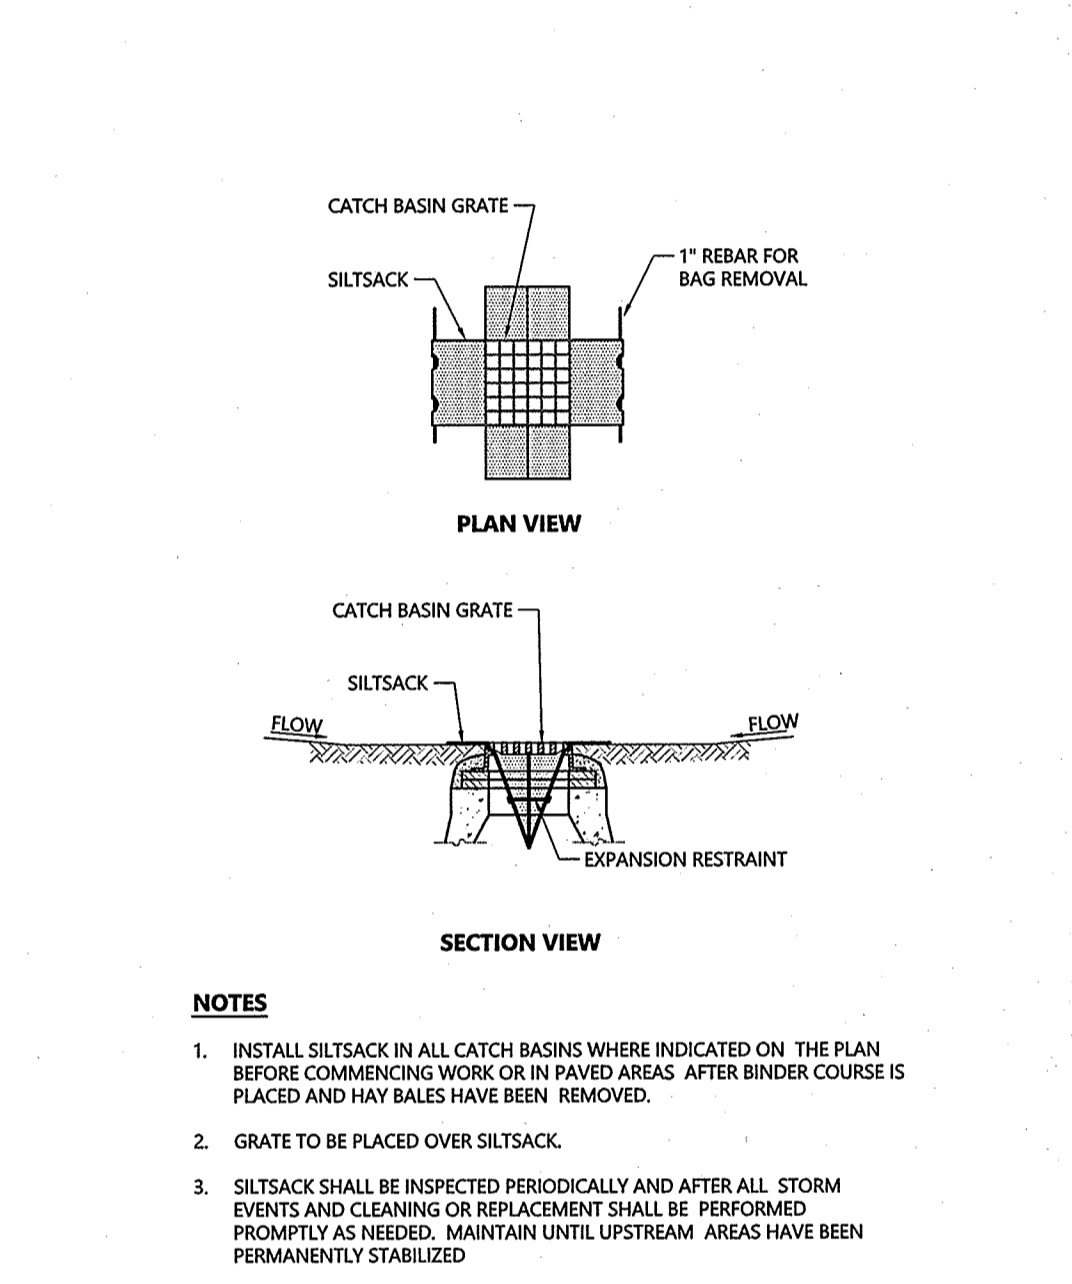 CATCH BASIN GRATE
SILTSACK
1" REBAR FOR
BAG REMOVAL
PLAN VIEW
CATCH BASIN GRATE
SILTSACK
FLOW
FLOW
EXPANSION RESTRAINT
SECTION VIEW
NOTES
1. INSTALL SILTSACK IN ALL CATCH BASINS WHERE INDICATED ON THE PLAN
BEFORE COMMENCING WORK OR IN PAVED AREAS AFTER BINDER COURSE IS
PLACED AND HAY BALES HAVE BEEN REMOVED.
2. GRATE TO BE PLACED OVER SILTSACK.
3. SILTSACK SHALL BE INSPECTED PERIODICALLY AND AFTER ALL STORM
EVENTS AND CLEANING OR REPLACEMENT SHALL BE PERFORMED
PROMPTLY AS NEEDED. MAINTAIN UNTIL UPSTREAM AREAS HAVE BEEN
PERMANENTLY STABILIZED